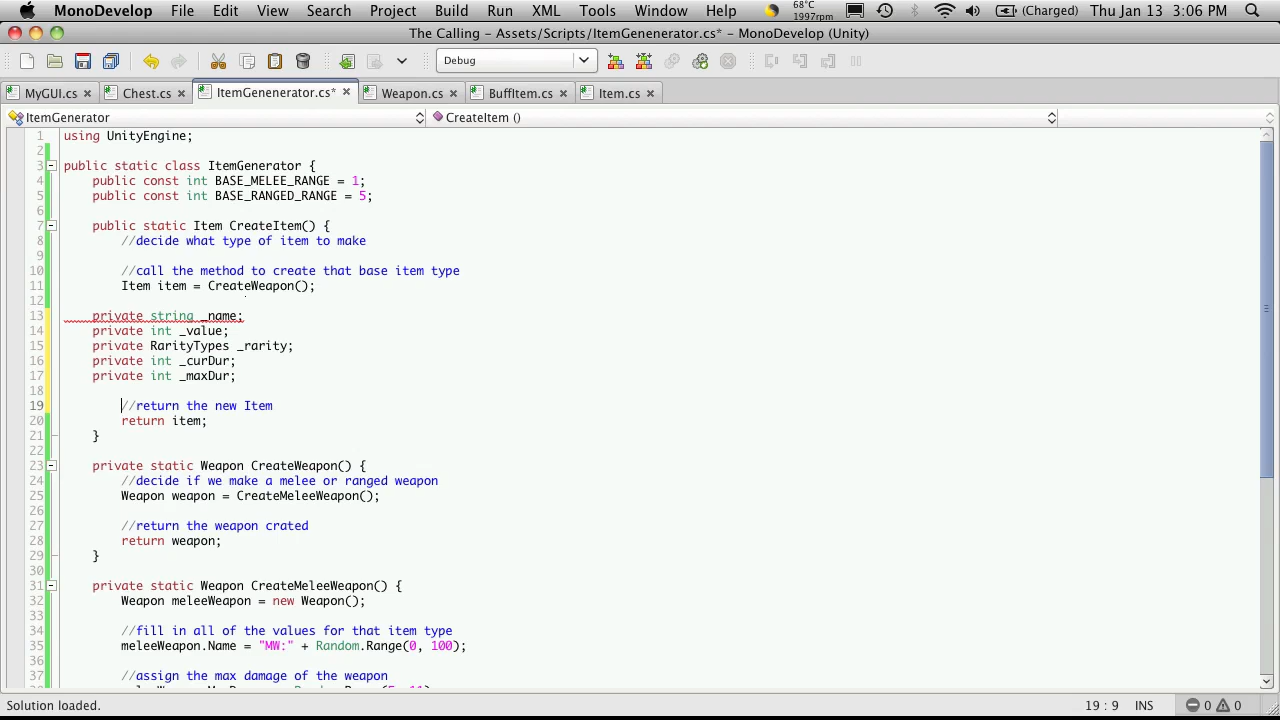 MonoDevelop File Edit View Search Project Build Run XML Tools Window Help 68°C 1997rpm (Charged) Thu Jan 13 3:06 PM
The Calling - Assets/Scripts/ItemGenenerator.cs* - MonoDevelop (Unity)
Debug
MyGUI.cs Chest.cs ItemGenenerator.cs* Weapon.cs BuffItem.cs Item.cs
ItemGenerator CreateItem ()
1 using UnityEngine;
2
3 public static class ItemGenerator {
4 public const int BASE_MELEE_RANGE = 1;
5 public const int BASE_RANGED_RANGE = 5;
6
7 public static Item CreateItem() {
8 //decide what type of item to make
9
10 //call the method to create that base item type
11 Item item = CreateWeapon();
12
13 private string _name;
14 private int _value;
15 private RarityTypes _rarity;
16 private int _curDur;
17 private int _maxDur;
18
19 //return the new Item
20 return item;
21 }
22
23 private static Weapon CreateWeapon() {
24 //decide if we make a melee or ranged weapon
25 Weapon weapon = CreateMeleeWeapon();
26
27 //return the weapon crated
28 return weapon;
29 }
30
31 private static Weapon CreateMeleeWeapon() {
32 Weapon meleeWeapon = new Weapon();
33
34 //fill in all of the values for that item type
35 meleeWeapon.Name = "MW:" + Random.Range(0, 100);
36
37 //assign the max damage of the weapon
Solution loaded. 19 : 9 INS 0 0